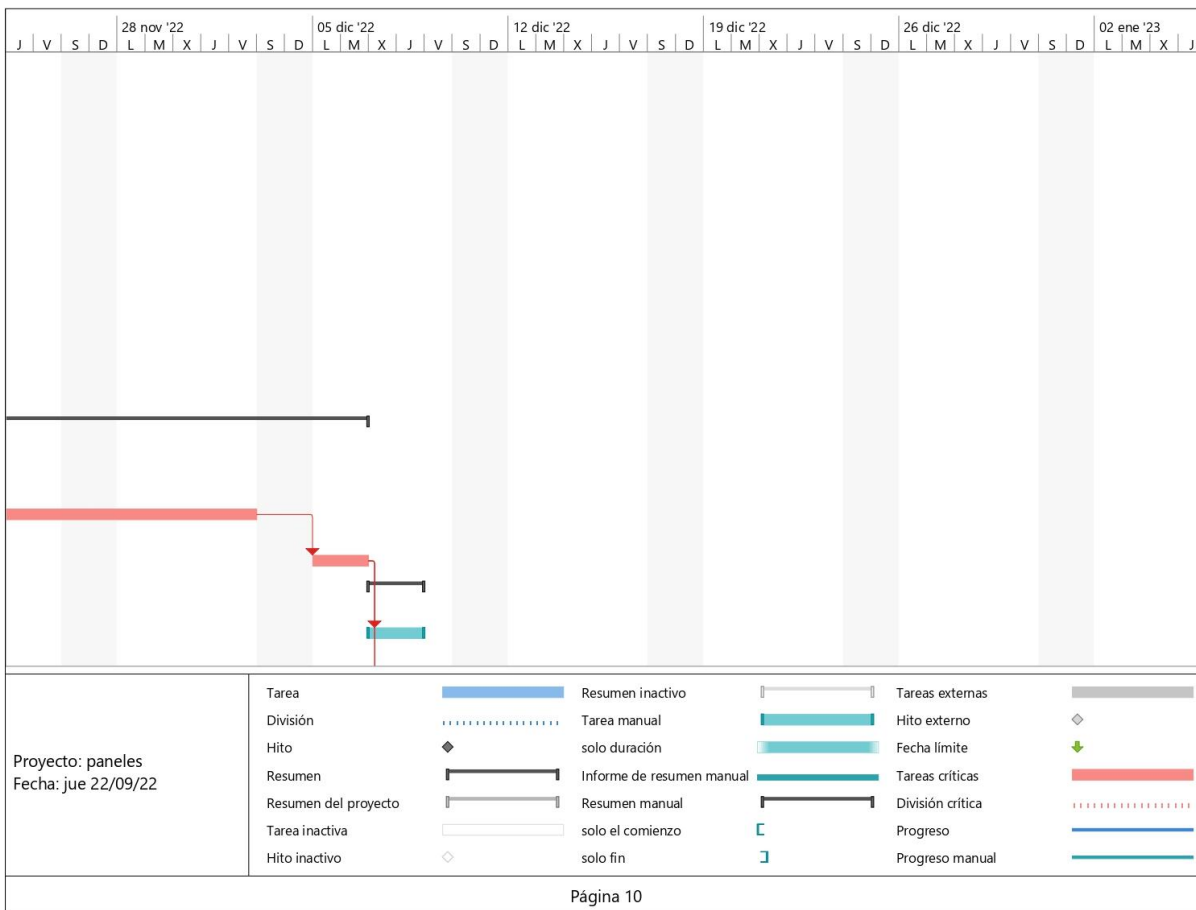 28 nov '22 05 dic '22 12 dic '22 19 dic '22 26 dic '22 02 ene '23
J V S D L M X J V S D L M X J V S D L M X J V S D L M X J V S D L M X J V S D L M X J
Proyecto: paneles
Fecha: jue 22/09/22
Tarea Resumen inactivo Tareas externas
División Tarea manual Hito externo
Hito solo duración Fecha límite
Resumen Informe de resumen manual Tareas críticas
Resumen del proyecto Resumen manual División crítica
Tarea inactiva solo el comienzo Progreso
Hito inactivo solo fin Progreso manual
Página 10